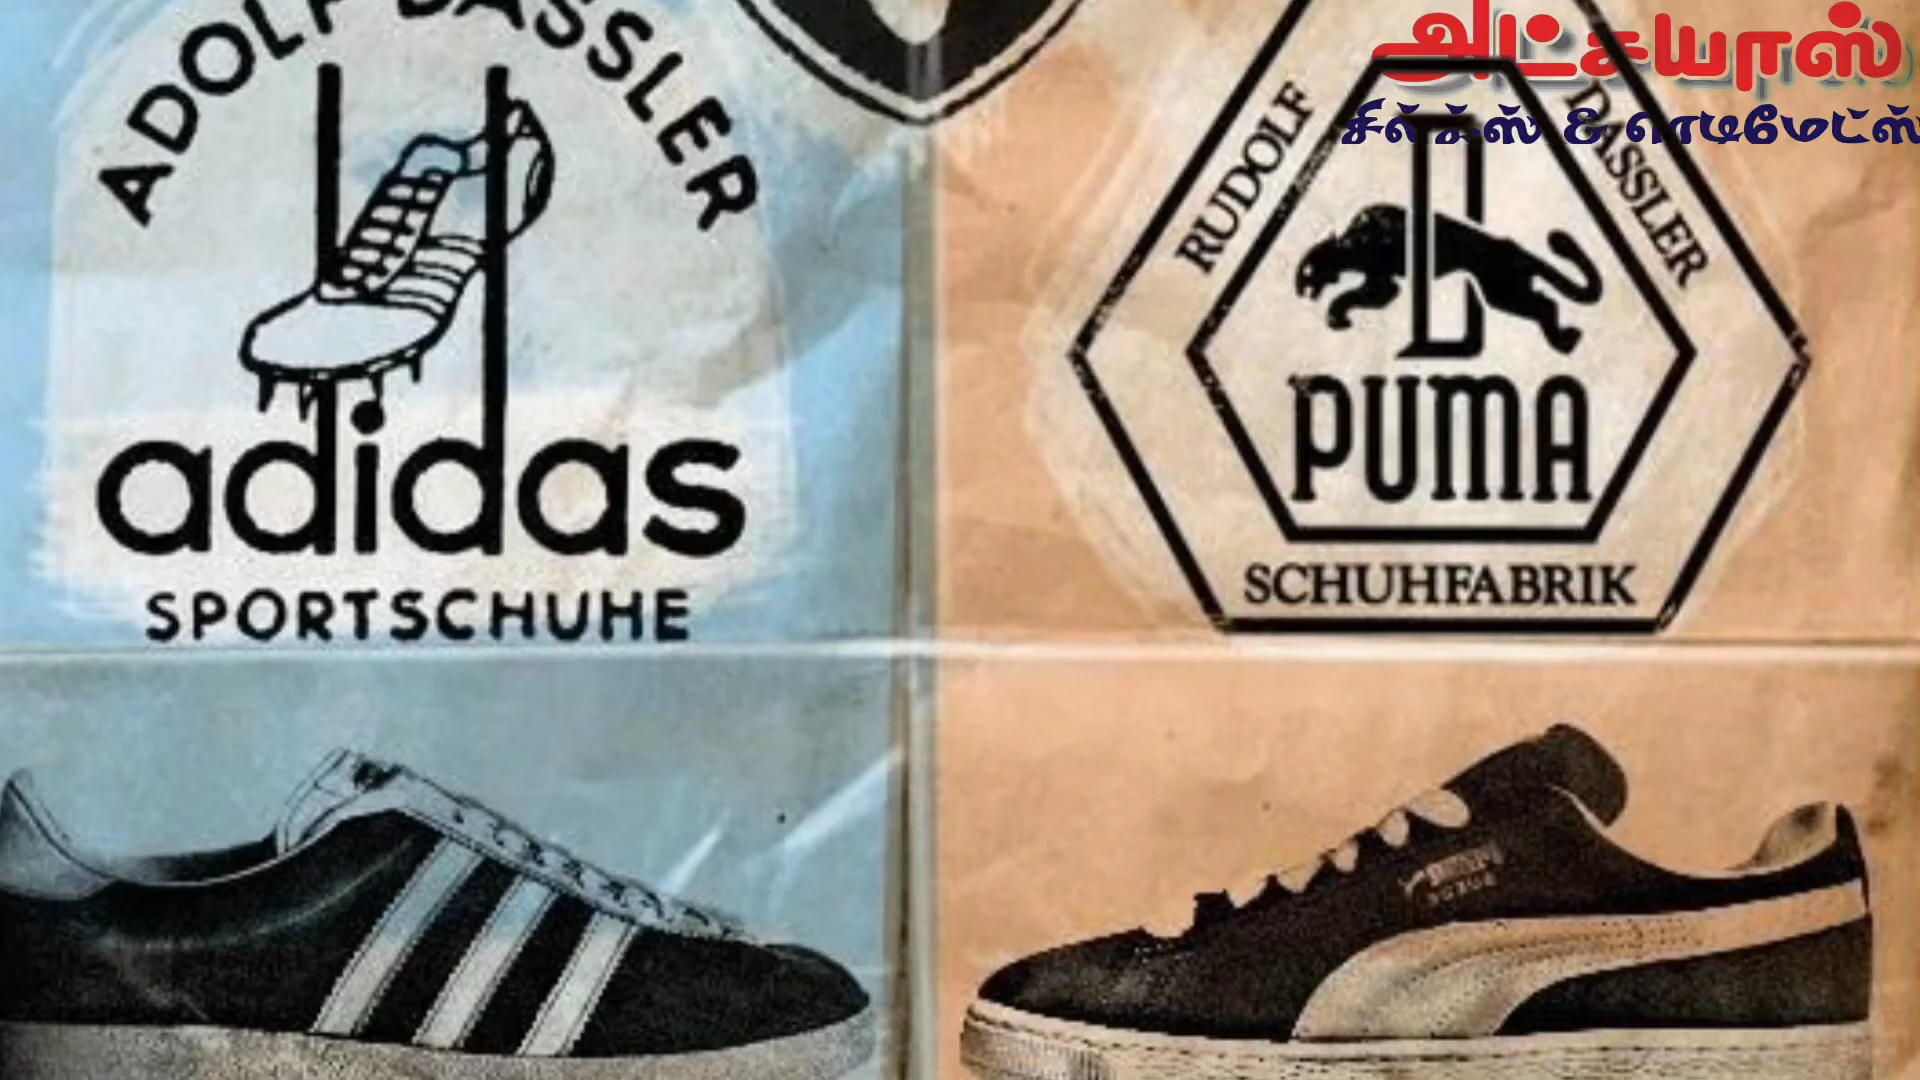 ADOLF DASSLER
adidas
SPORTSCHUHE
RUDOLF DASSLER
PUMA
SCHUHFABRIK
அட்சயாஸ்
சில்க்ஸ் & ரெடிமேட்ஸ்